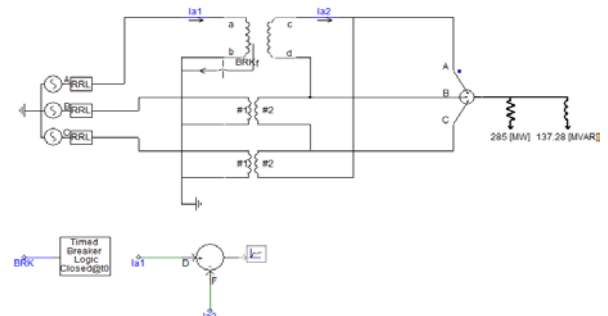 Ia1
Ia2
a
c
b
d
BRK
A
RRL
B
RRL
C
RRL
#1
#2
#1
#2
A
B
C
285 [MW]
137.28 [MVAR]
Timed
Breaker
Logic
Closed@t0
BRK
Ia1
D
+
-
F